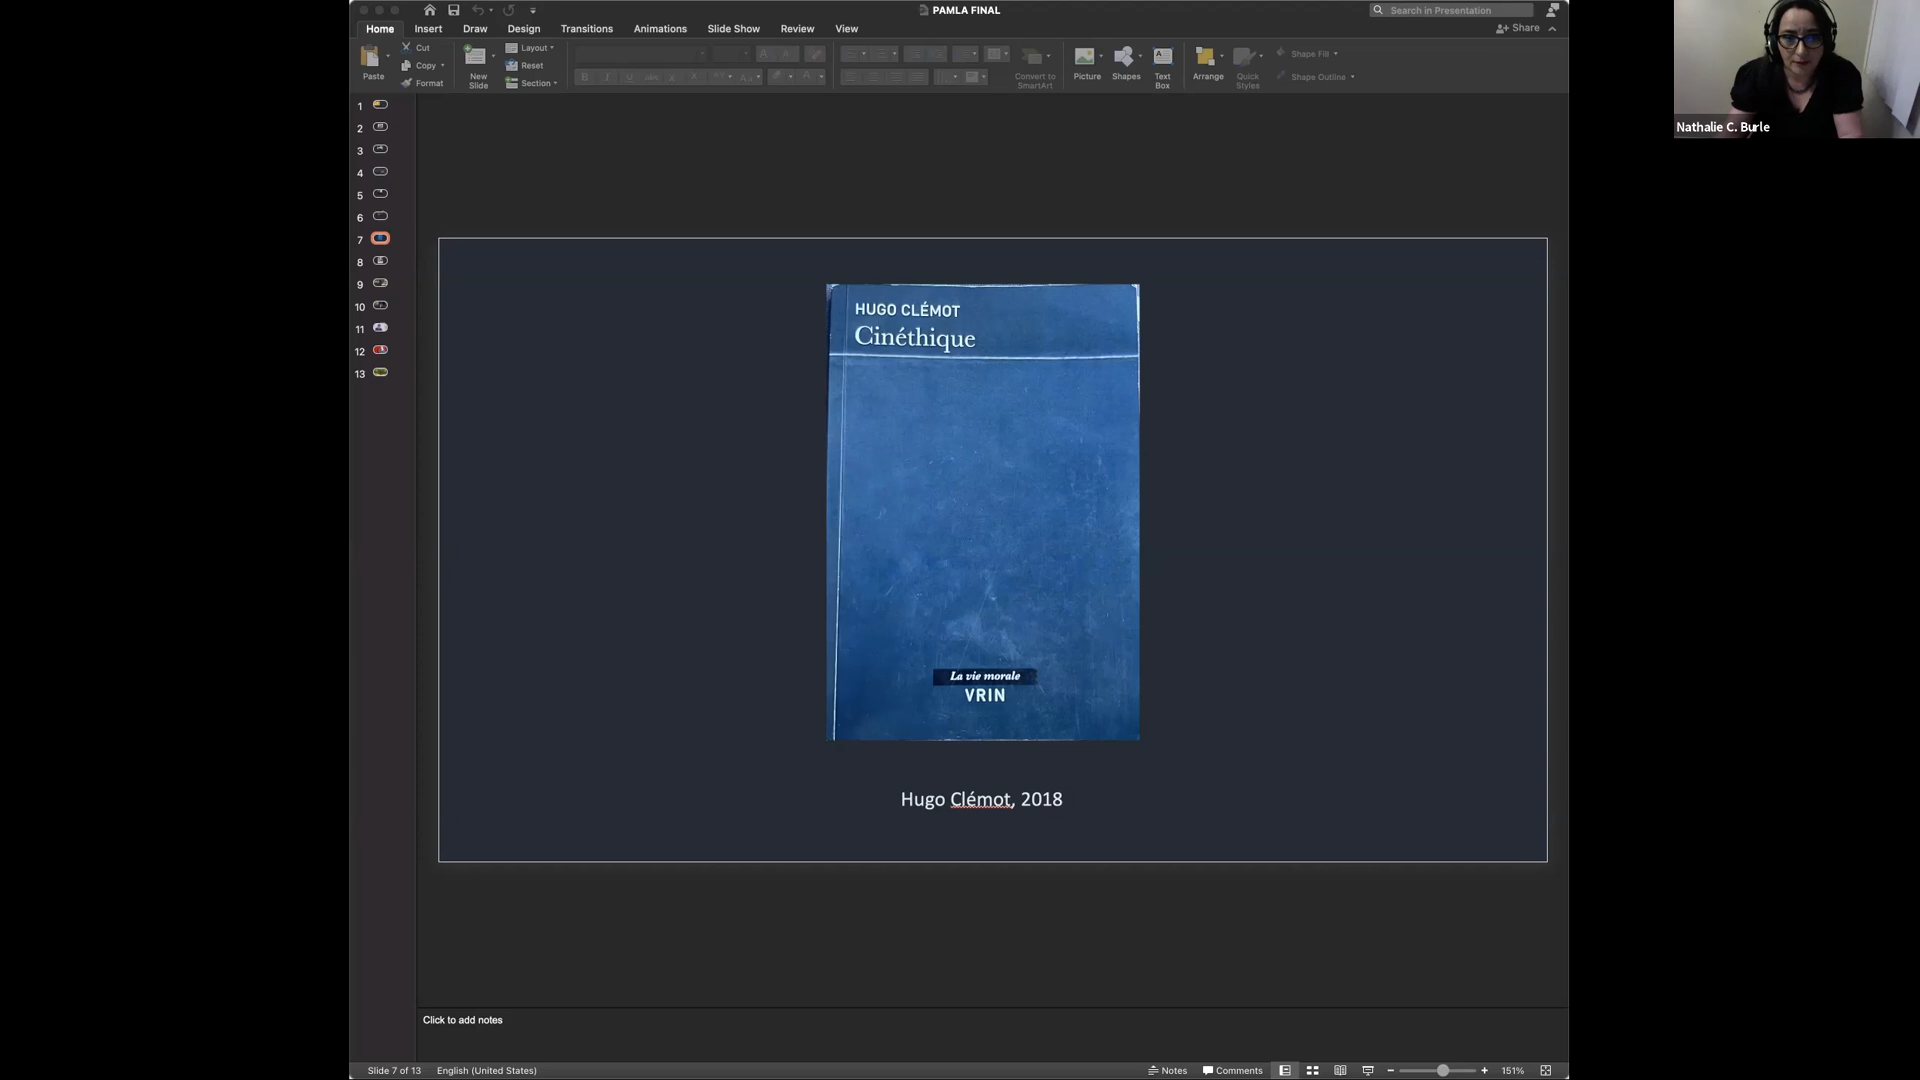 PAMLA FINAL
Search in Presentation
Home Insert Draw Design Transitions Animations Slide Show Review View
Share
Paste
Cut
Copy
Format
New Slide
Layout
Reset
Section
Convert to SmartArt
Picture
Shapes
Text Box
Arrange
Quick Styles
Shape Fill
Shape Outline
Nathalie C. Burle
1
2
3
4
5
6
7
8
9
10
11
12
13
HUGO CLÉMOT
Cinéthique
La vie morale
VRIN
Hugo Clémot, 2018
Click to add notes
Slide 7 of 13 English (United States) Notes Comments 151%